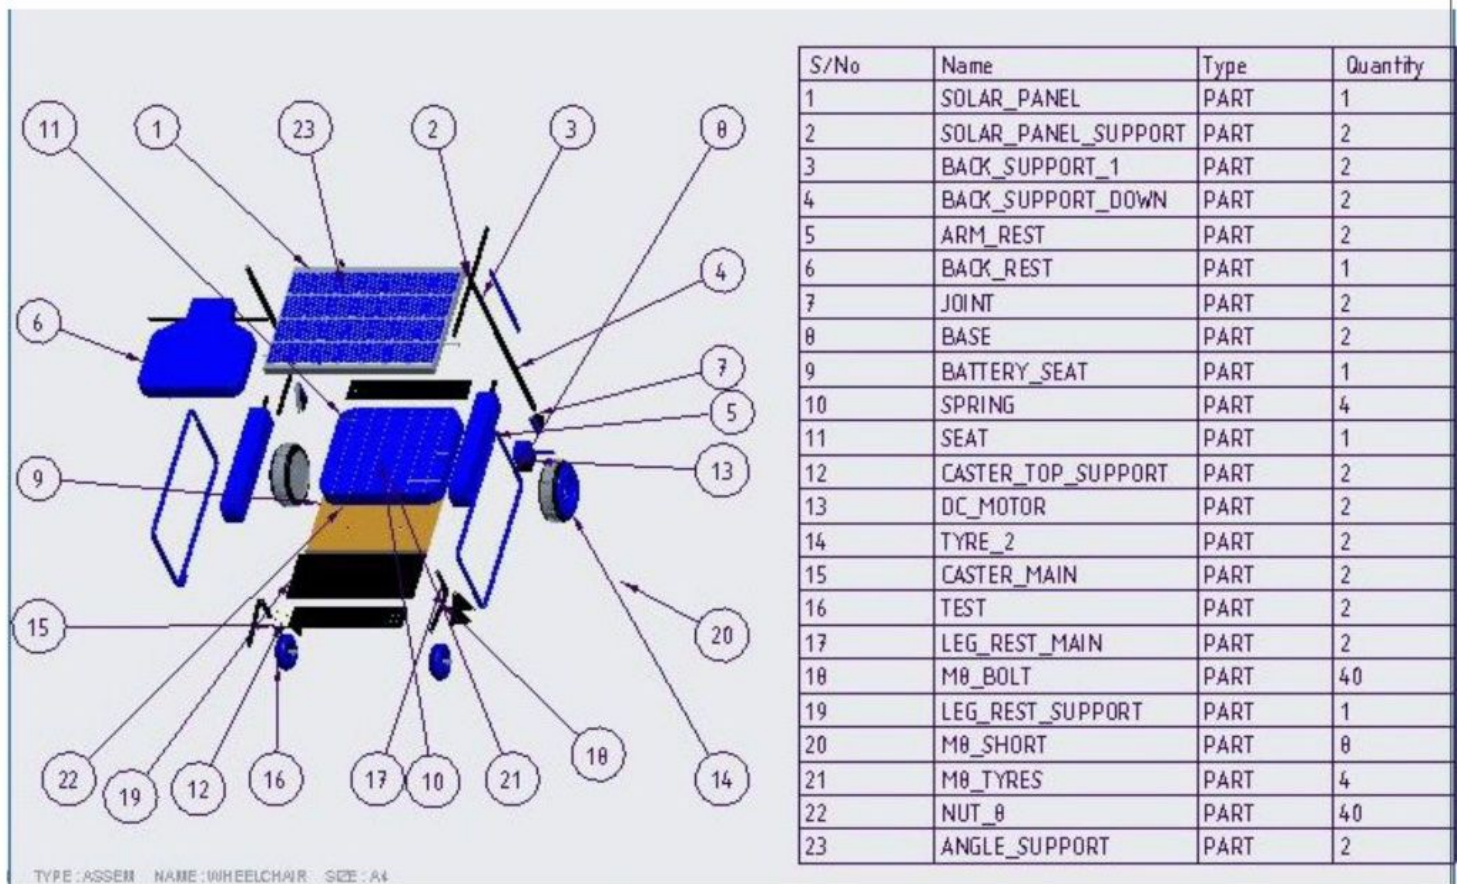 11
1
23
2
3
8
4
6
7
5
9
13
15
20
22
19
12
16
17
10
21
18
14
S/No Name Type Quantity
1 SOLAR_PANEL PART 1
2 SOLAR_PANEL_SUPPORT PART 2
3 BACK_SUPPORT_1 PART 2
4 BACK_SUPPORT_DOWN PART 2
5 ARM_REST PART 2
6 BACK_REST PART 1
7 JOINT PART 2
8 BASE PART 2
9 BATTERY_SEAT PART 1
10 SPRING PART 4
11 SEAT PART 1
12 CASTER_TOP_SUPPORT PART 2
13 DC_MOTOR PART 2
14 TYRE_2 PART 2
15 CASTER_MAIN PART 2
16 TEST PART 2
17 LEG_REST_MAIN PART 2
18 M8_BOLT PART 40
19 LEG_REST_SUPPORT PART 1
20 M8_SHORT PART 8
21 M8_TYRES PART 4
22 NUT_8 PART 40
23 ANGLE_SUPPORT PART 2
TYPE:ASSEM NAME:WHEELCHAIR SIZE:A4